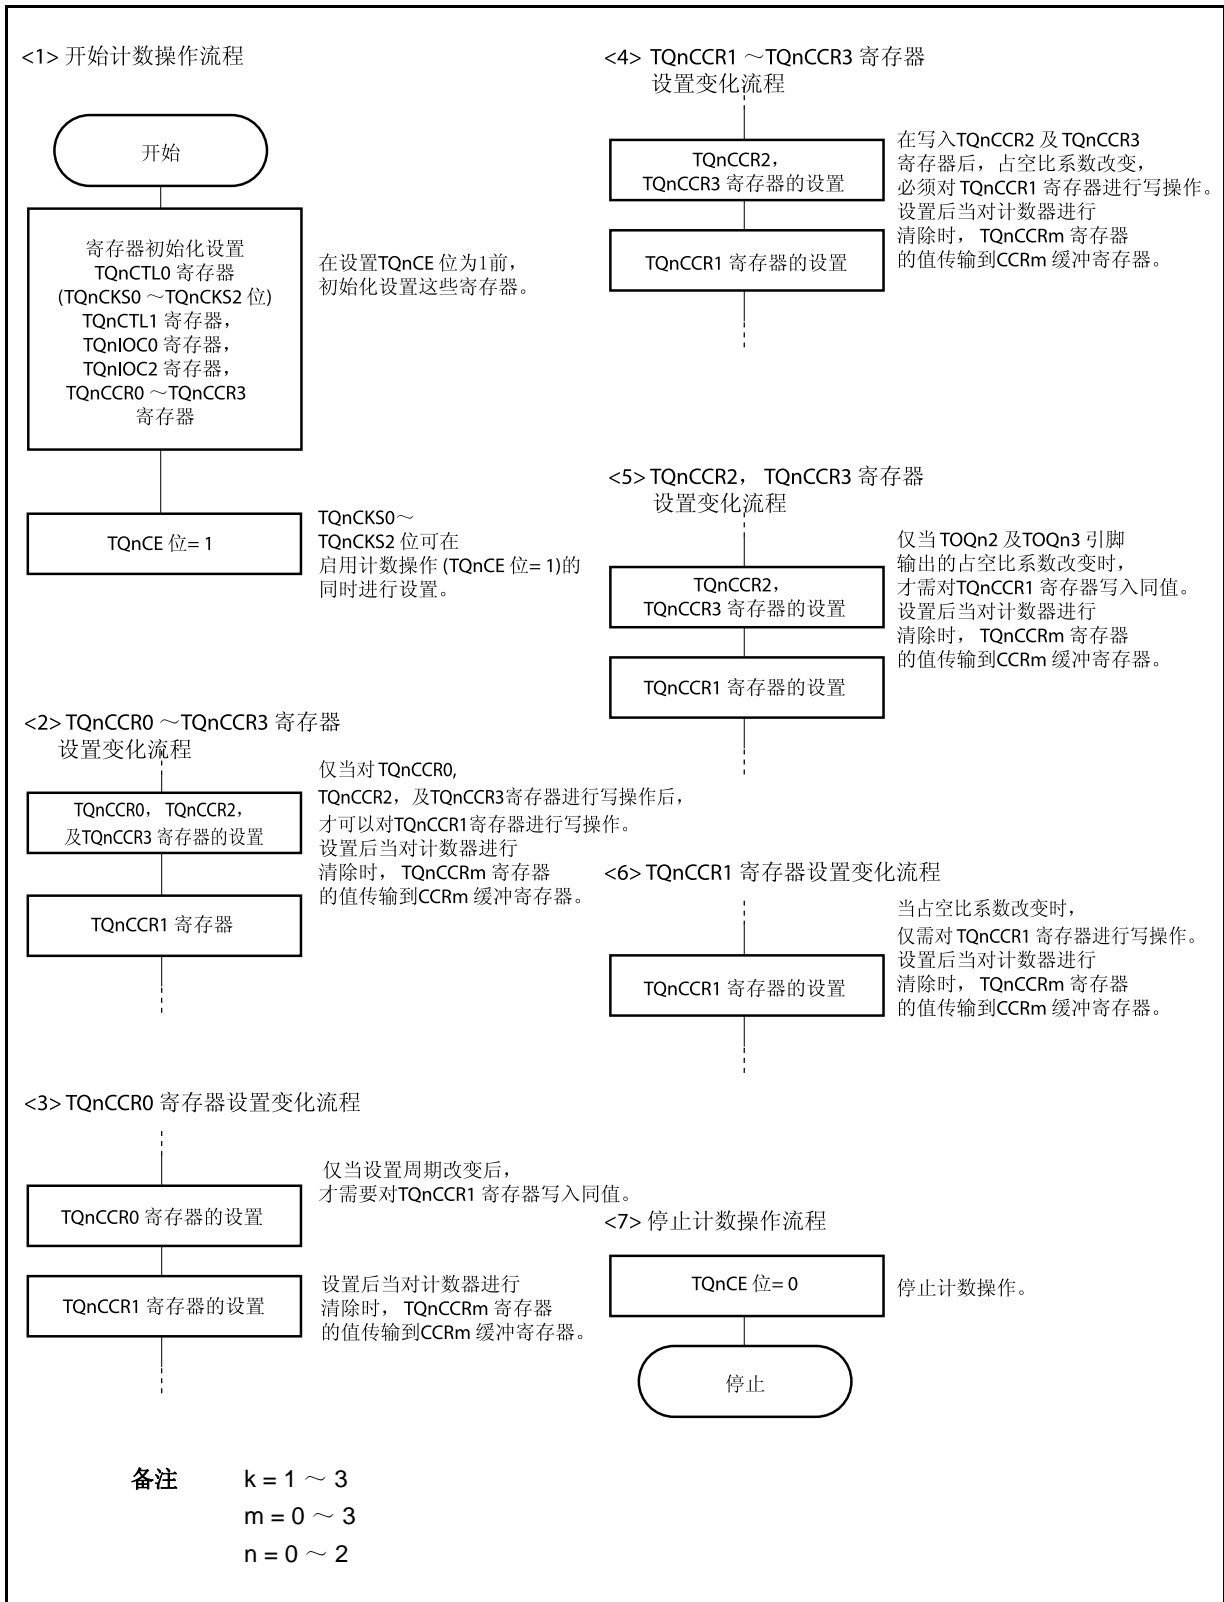 <1> 开始计数操作流程
开始
寄存器初始化设置
TQnCTL0 寄存器
(TQnCKS0 ～TQnCKS2 位)
TQnCTL1 寄存器，
TQnIOC0 寄存器，
TQnIOC2 寄存器，
TQnCCR0 ～TQnCCR3
寄存器
在设置TQnCE 位为1前，
初始化设置这些寄存器。
TQnCE 位= 1
TQnCKS0～
TQnCKS2 位可在
启用计数操作 (TQnCE 位= 1)的
同时进行设置。
<2> TQnCCR0 ～TQnCCR3 寄存器
设置变化流程
TQnCCR0， TQnCCR2，
及TQnCCR3 寄存器的设置
TQnCCR1 寄存器
仅当对 TQnCCR0,
TQnCCR2，及TQnCCR3寄存器进行写操作后，
才可以对TQnCCR1寄存器进行写操作。
设置后当对计数器进行
清除时， TQnCCRm 寄存器
的值传输到CCRm 缓冲寄存器。
<3> TQnCCR0 寄存器设置变化流程
TQnCCR0 寄存器的设置
TQnCCR1 寄存器的设置
仅当设置周期改变后，
才需要对TQnCCR1 寄存器写入同值。
设置后当对计数器进行
清除时， TQnCCRm 寄存器
的值传输到CCRm 缓冲寄存器。
<4> TQnCCR1 ～TQnCCR3 寄存器
设置变化流程
TQnCCR2，
TQnCCR3 寄存器的设置
TQnCCR1 寄存器的设置
在写入TQnCCR2 及 TQnCCR3
寄存器后，占空比系数改变，
必须对 TQnCCR1 寄存器进行写操作。
设置后当对计数器进行
清除时， TQnCCRm 寄存器
的值传输到CCRm 缓冲寄存器。
<5> TQnCCR2， TQnCCR3 寄存器
设置变化流程
TQnCCR2，
TQnCCR3 寄存器的设置
TQnCCR1 寄存器的设置
仅当 TOQn2 及TOQn3 引脚
输出的占空比系数改变时，
才需对TQnCCR1 寄存器写入同值。
设置后当对计数器进行
清除时， TQnCCRm 寄存器
的值传输到CCRm 缓冲寄存器。
<6> TQnCCR1 寄存器设置变化流程
TQnCCR1 寄存器的设置
当占空比系数改变时，
仅需对 TQnCCR1 寄存器进行写操作。
设置后当对计数器进行
清除时， TQnCCRm 寄存器
的值传输到CCRm 缓冲寄存器。
<7> 停止计数操作流程
TQnCE 位= 0
停止计数操作。
停止
备注 k = 1 ～ 3
m = 0 ～ 3
n = 0 ～ 2